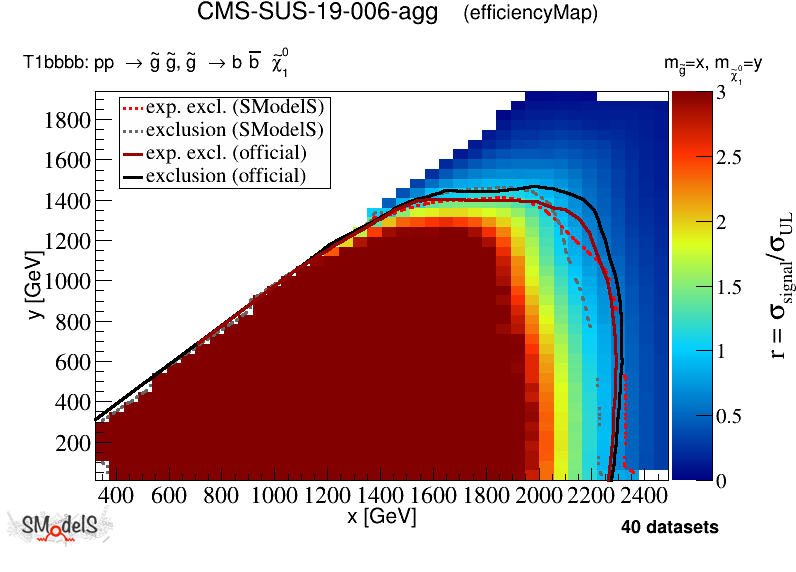 CMS-SUS-19-006-agg (efficiencyMap)
T1bbbb: pp → g̃ g̃, g̃ → b b̅ χ̃₁⁰
m_g̃=x, m_χ̃₁⁰=y
exp. excl. (SModelS)
exclusion (SModelS)
exp. excl. (official)
exclusion (official)
1800
1600
1400
1200
1000
800
600
400
200
y [GeV]
400 600 800 1000 1200 1400 1600 1800 2000 2200 2400
x [GeV]
3
2.5
2
1.5
1
0.5
0
r = σ_signal/σ_UL
SModelS
40 datasets